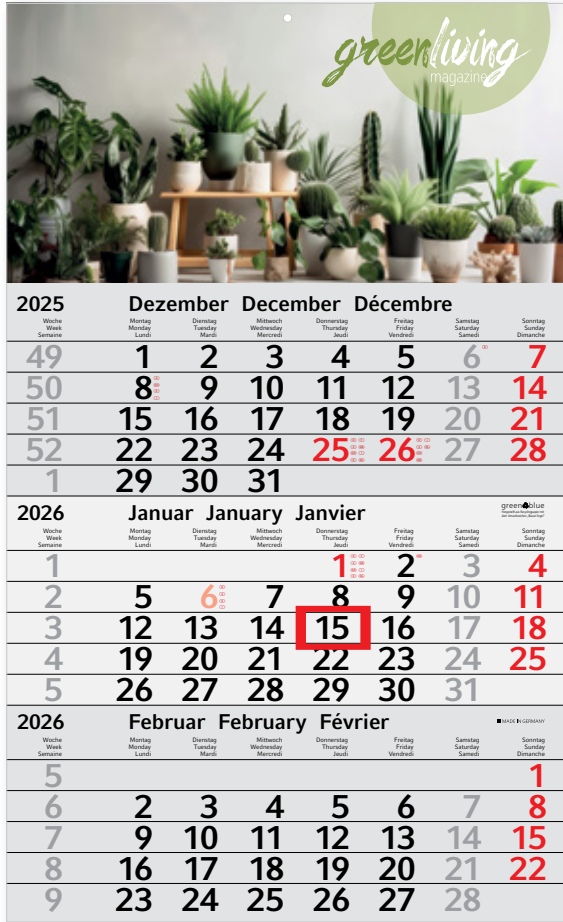 greenliving
magazine
2025 Dezember December Décembre
Woche Montag Dienstag Mittwoch Donnerstag Freitag Samstag Sonntag
Week Monday Tuesday Wednesday Thursday Friday Saturday Sunday
Semaine Lundi Mardi Mercredi Jeudi Vendredi Samedi Dimanche
49 1 2 3 4 5 6 7
50 8 9 10 11 12 13 14
51 15 16 17 18 19 20 21
52 22 23 24 25 26 27 28
1 29 30 31
2026 Januar January Janvier
green blue
Woche Montag Dienstag Mittwoch Donnerstag Freitag Samstag Sonntag
Week Monday Tuesday Wednesday Thursday Friday Saturday Sunday
Semaine Lundi Mardi Mercredi Jeudi Vendredi Samedi Dimanche
1 1 2 3 4
2 5 6 7 8 9 10 11
3 12 13 14 15 16 17 18
4 19 20 21 22 23 24 25
5 26 27 28 29 30 31
2026 Februar February Février MADE IN GERMANY
Woche Montag Dienstag Mittwoch Donnerstag Freitag Samstag Sonntag
Week Monday Tuesday Wednesday Thursday Friday Saturday Sunday
Semaine Lundi Mardi Mercredi Jeudi Vendredi Samedi Dimanche
5 1
6 2 3 4 5 6 7 8
7 9 10 11 12 13 14 15
8 16 17 18 19 20 21 22
9 23 24 25 26 27 28